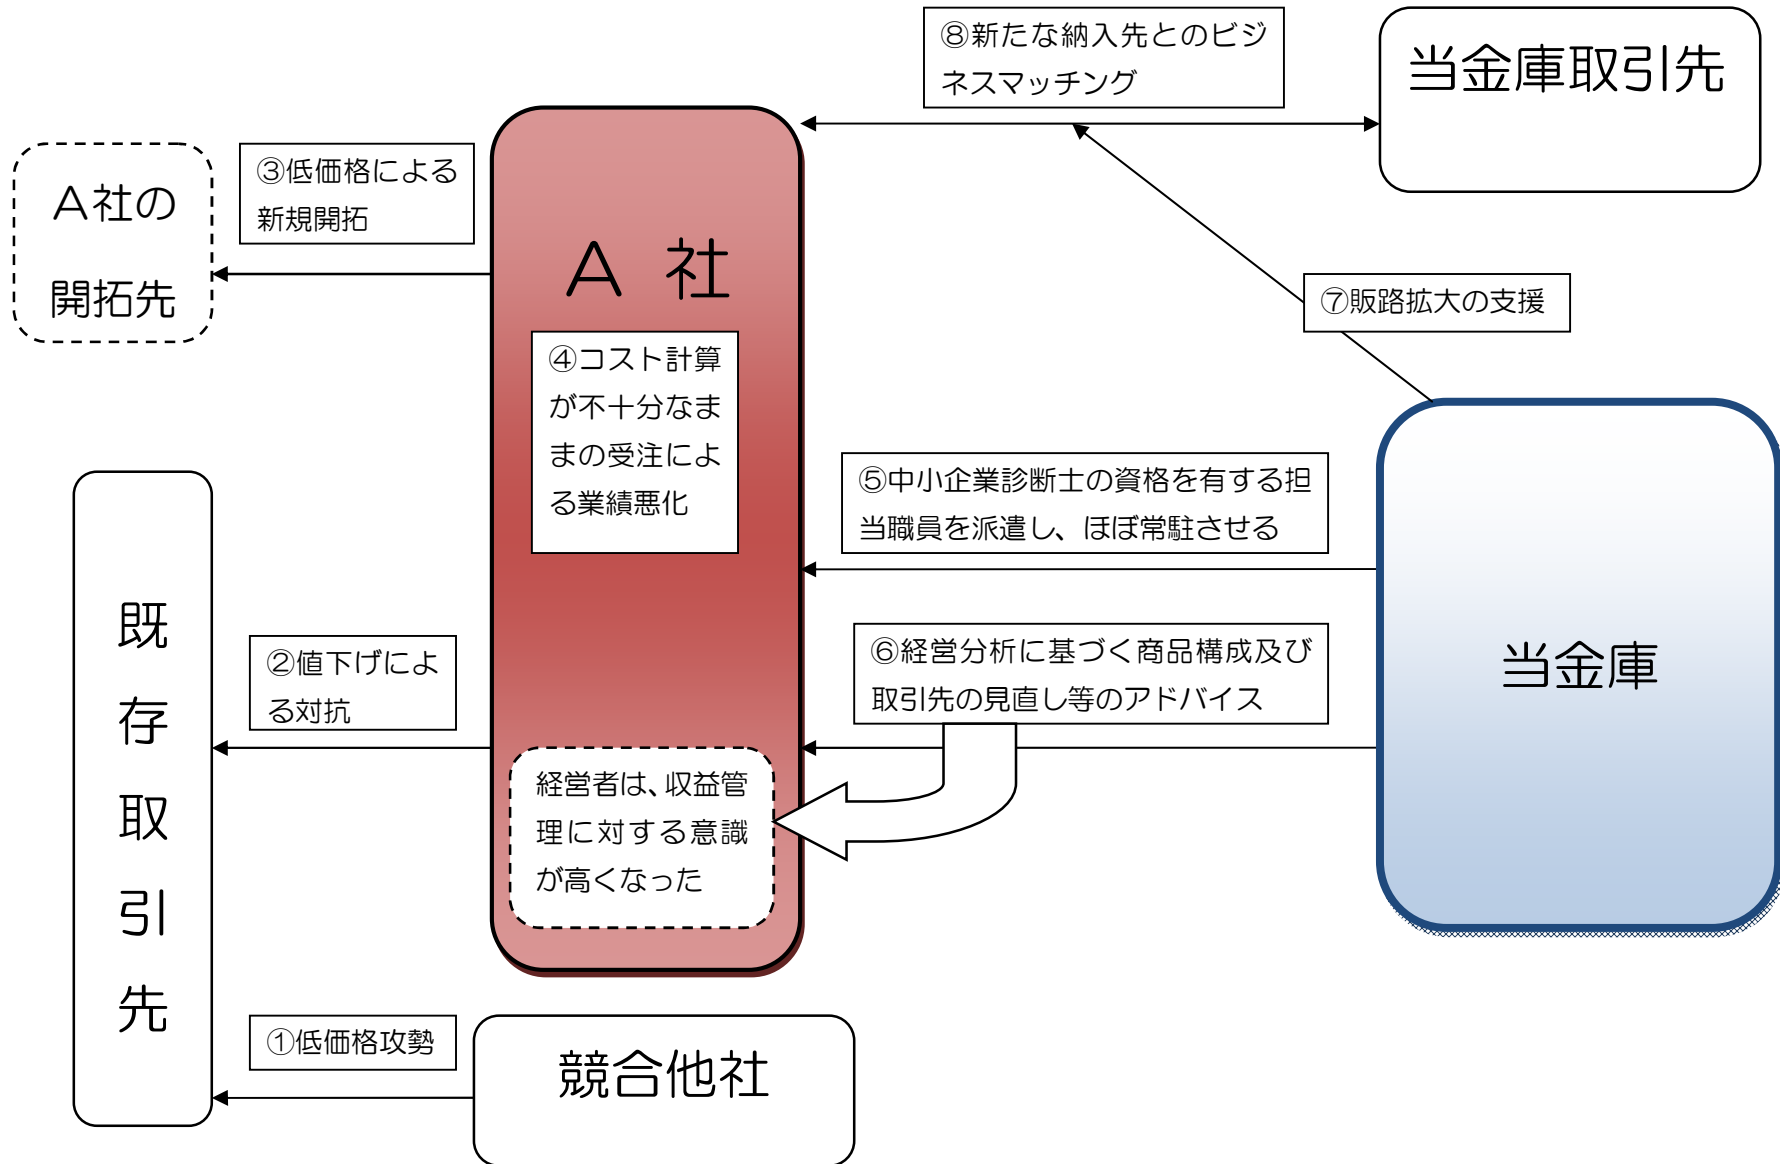 ⑧新たな納入先とのビジ
ネスマッチング
当金庫取引先
A社の
開拓先
③低価格による
新規開拓
A 社
⑦販路拡大の支援
④コスト計算
が不十分なま
まの受注によ
る業績悪化
⑤中小企業診断士の資格を有する担
当職員を派遣し、ほぼ常駐させる
既
存
取
引
先
②値下げによ
る対抗
⑥経営分析に基づく商品構成及び
取引先の見直し等のアドバイス
当金庫
経営者は、収益管
理に対する意識
が高くなった
①低価格攻勢
競合他社